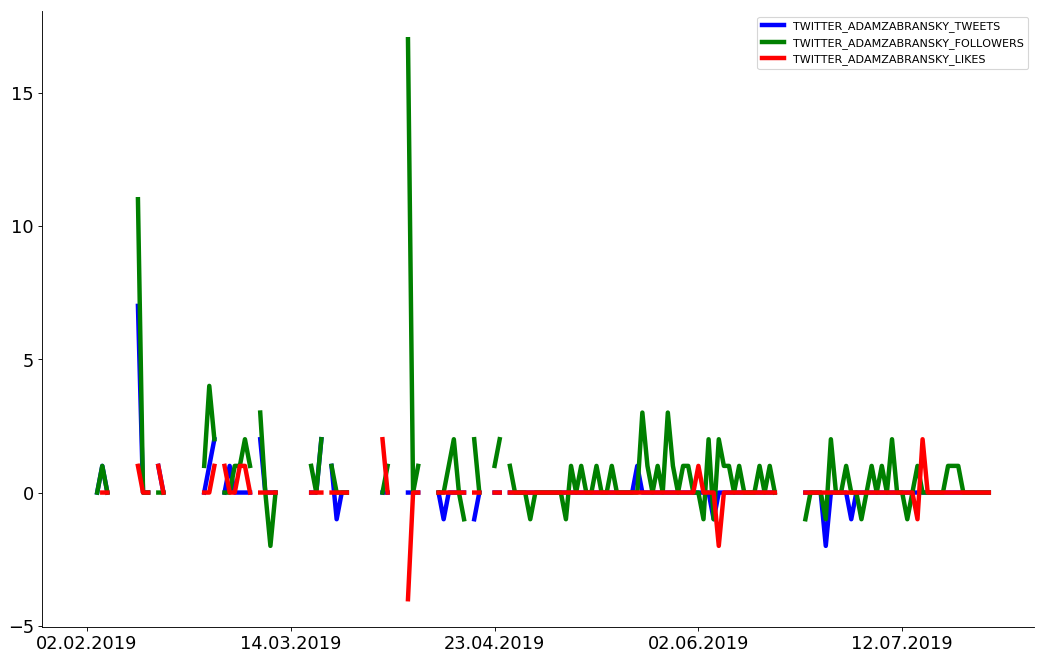 TWITTER_ADAMZABRANSKY_TWEETS
TWITTER_ADAMZABRANSKY_FOLLOWERS
TWITTER_ADAMZABRANSKY_LIKES
15
10
5
0
−5
02.02.2019 14.03.2019 23.04.2019 02.06.2019 12.07.2019